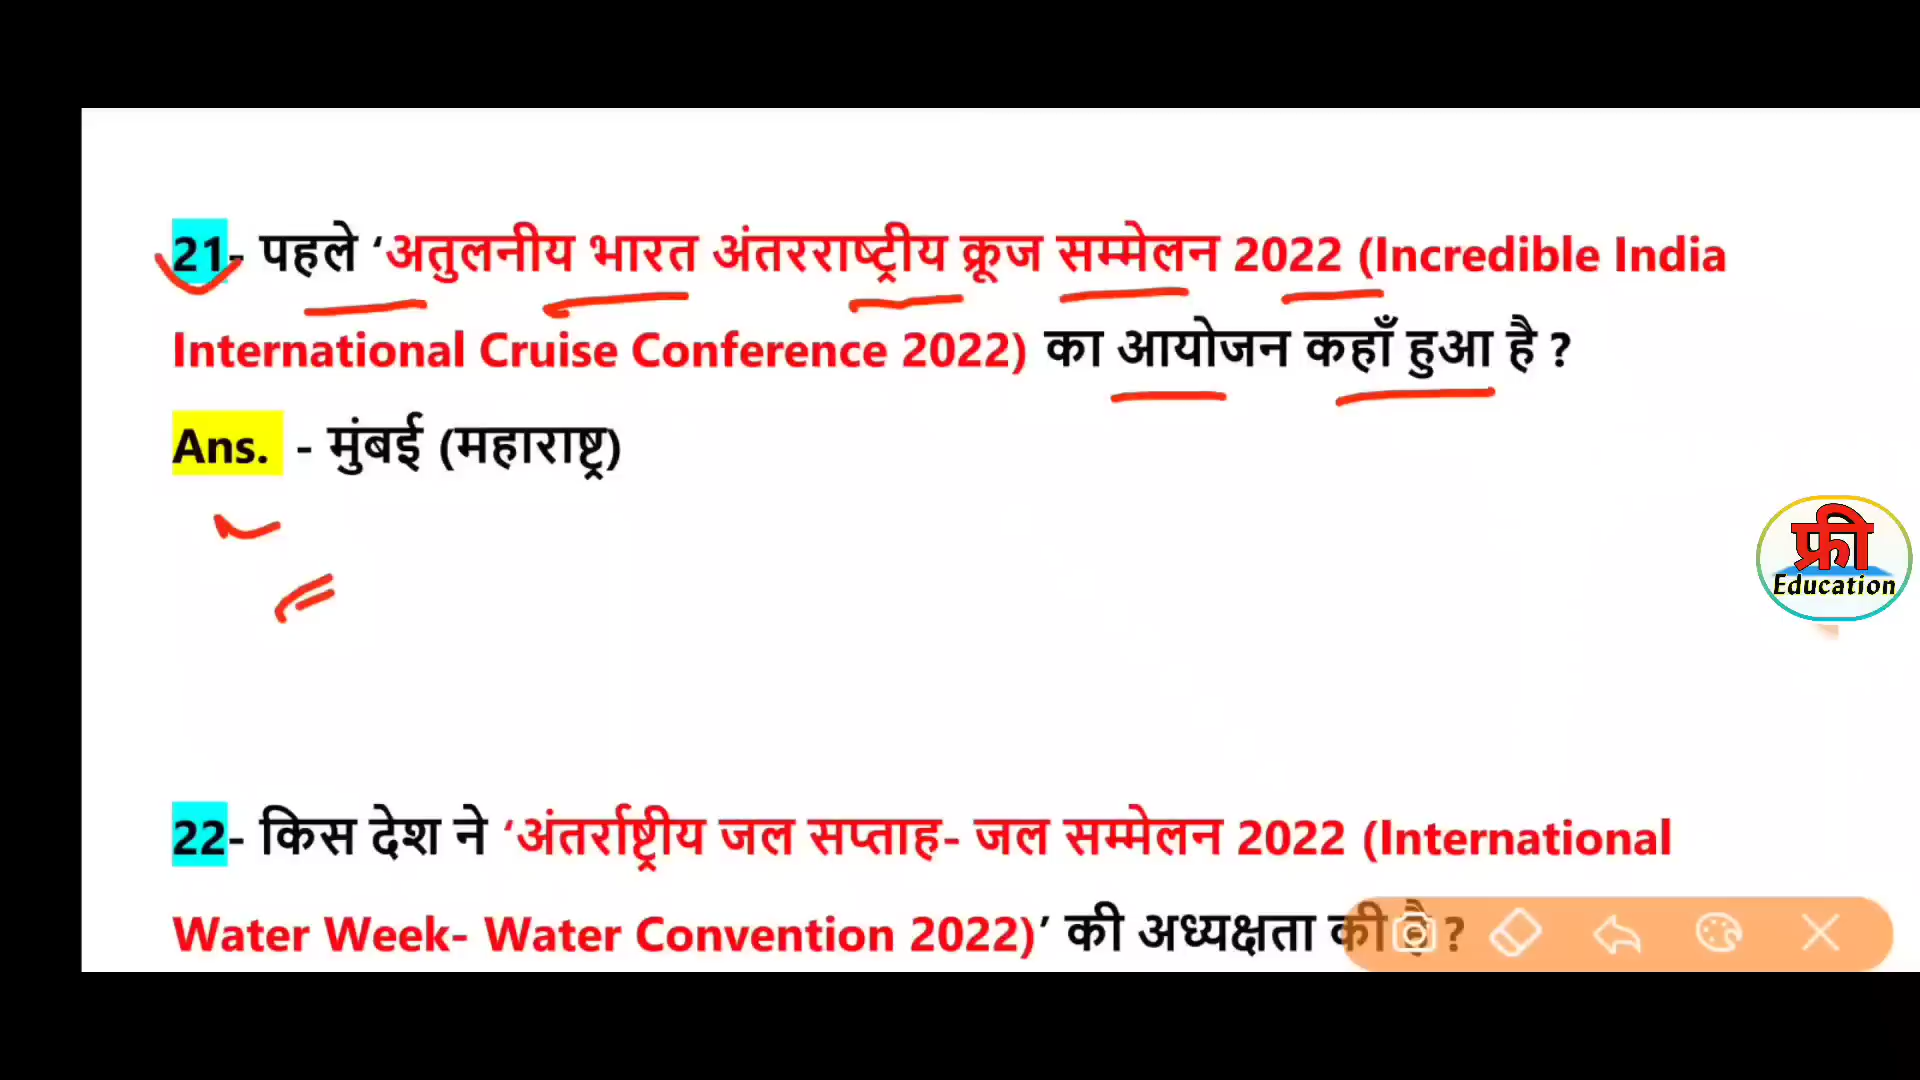 21- पहले ‘अतुलनीय भारत अंतरराष्ट्रीय क्रूज सम्मेलन 2022 (Incredible India
International Cruise Conference 2022) का आयोजन कहाँ हुआ है ?
Ans. - मुंबई (महाराष्ट्र)
फ्री
Education
22- किस देश ने ‘अंतर्राष्ट्रीय जल सप्ताह- जल सम्मेलन 2022 (International
Water Week- Water Convention 2022)’ की अध्यक्षता की है ?